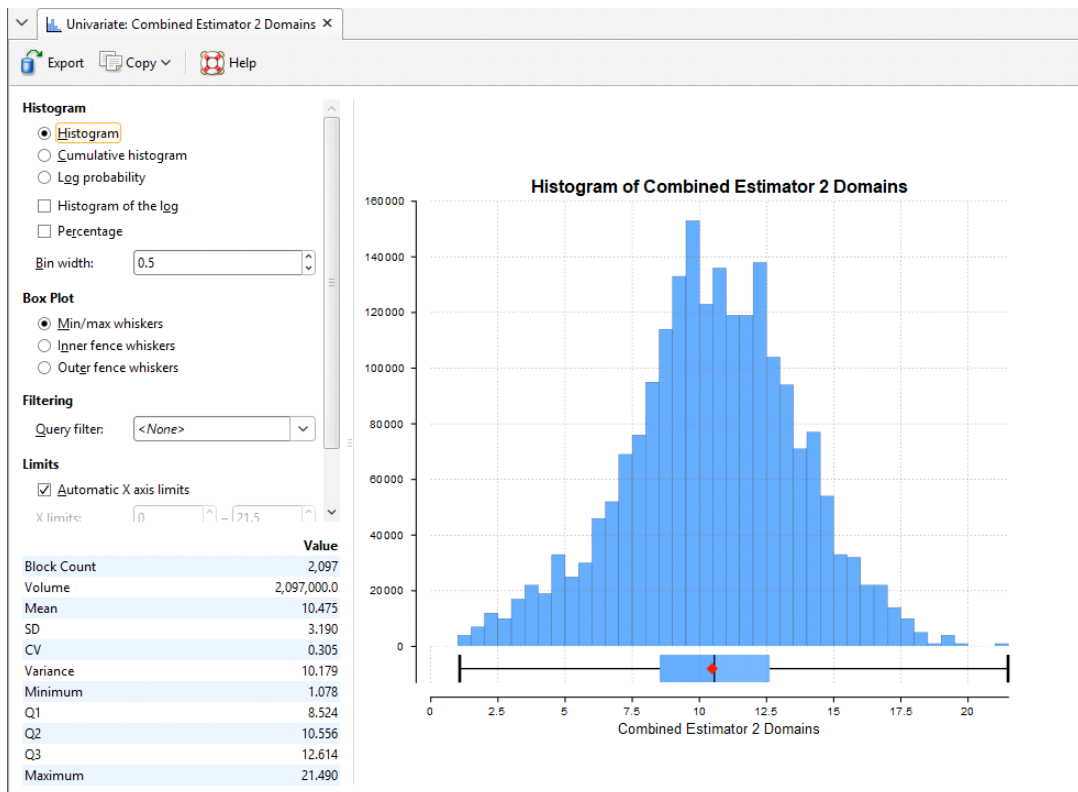 Univariate: Combined Estimator 2 Domains
Export Copy Help
Histogram
Histogram
Cumulative histogram
Log probability
Histogram of the log
Percentage
Bin width: 0.5
Box Plot
Min/max whiskers
Inner fence whiskers
Outer fence whiskers
Filtering
Query filter: <None>
Limits
Automatic X axis limits
X limits: 0 – 21.5
Value
Block Count 2,097
Volume 2,097,000.0
Mean 10.475
SD 3.190
CV 0.305
Variance 10.179
Minimum 1.078
Q1 8.524
Q2 10.556
Q3 12.614
Maximum 21.490
Histogram of Combined Estimator 2 Domains
160000
140000
120000
100000
80000
60000
40000
20000
0
0 2.5 5 7.5 10 12.5 15 17.5 20
Combined Estimator 2 Domains